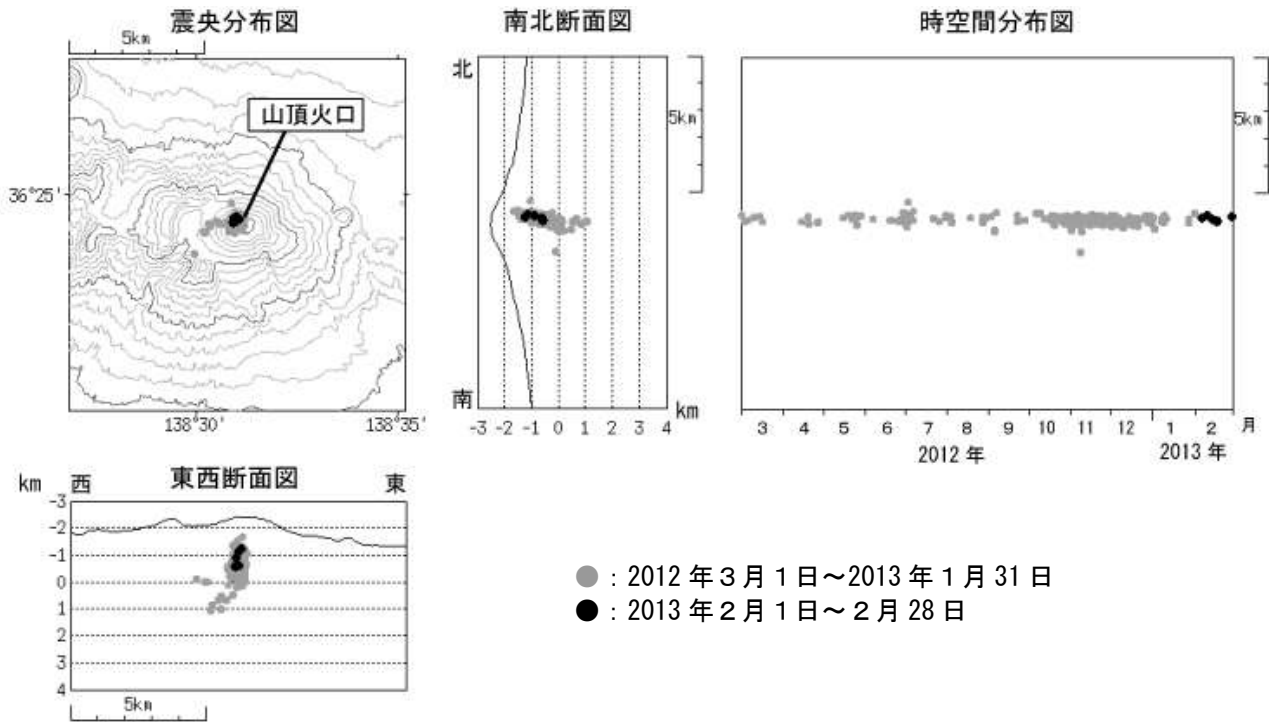 震央分布図
5km
山頂火口
36°25'
138°30'
138°35'
南北断面図
北
5km
南
-3 -2 -1 0 1 2 3 4
km
時空間分布図
5km
3 4 5 6 7 8 9 10 11 12 1 2 月
2012 年
2013 年
東西断面図
km
西
東
-3
-2
-1
0
1
2
3
4
5km
● : 2012 年３月１日～2013 年１月 31 日
● : 2013 年２月１日～２月 28 日